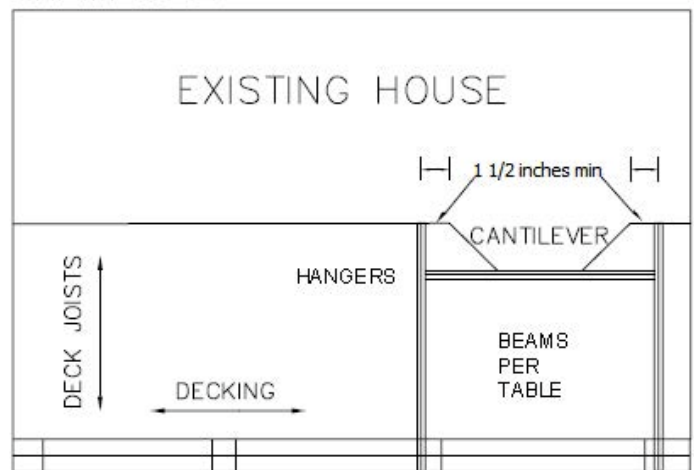 EXISTING HOUSE
1 1/2 inches min
CANTILEVER
HANGERS
DECK JOISTS
BEAMS
PER
TABLE
DECKING